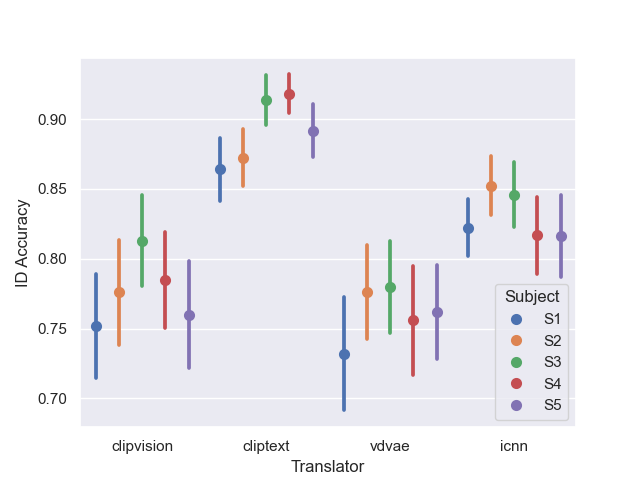 ID Accuracy
0.90
0.85
0.80
0.75
0.70
clipvision
cliptext
vdvae
icnn
Translator
Subject
S1
S2
S3
S4
S5